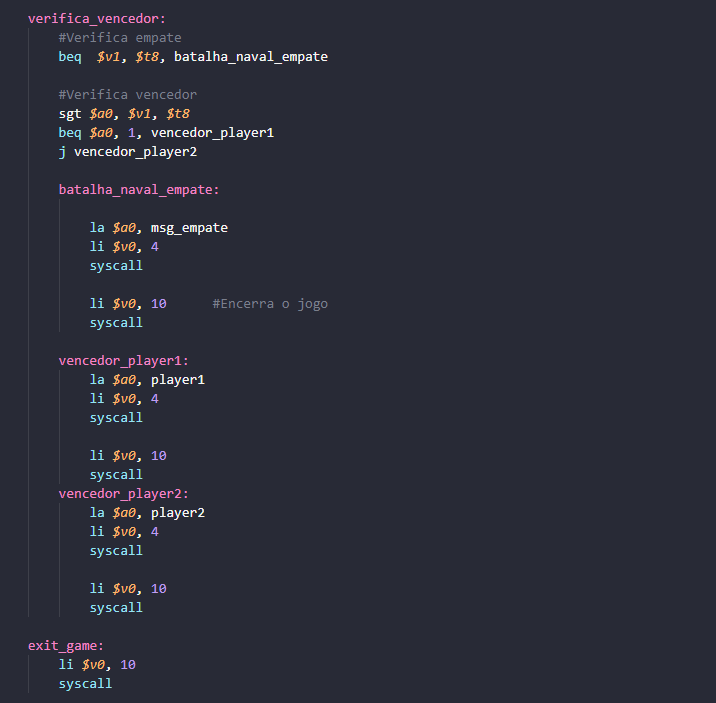 verifica_vencedor:
#Verifica empate
beq  $v1, $t8, batalha_naval_empate
#Verifica vencedor
sgt $a0, $v1, $t8
beq $a0, 1, vencedor_player1
j vencedor_player2
batalha_naval_empate:
la $a0, msg_empate
li $v0, 4
syscall
li $v0, 10      #Encerra o jogo
syscall
vencedor_player1:
la $a0, player1
li $v0, 4
syscall
li $v0, 10
syscall
vencedor_player2:
la $a0, player2
li $v0, 4
syscall
li $v0, 10
syscall
exit_game:
li $v0, 10
syscall